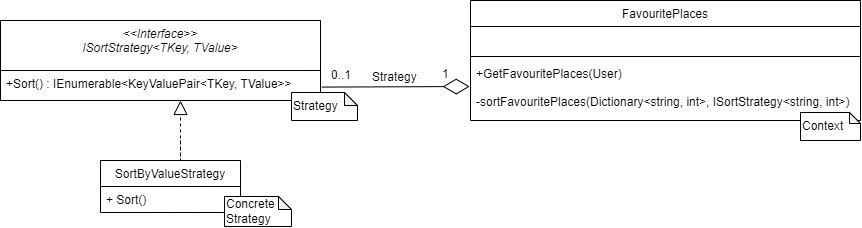 <<Interface>>
ISortStrategy<TKey, TValue>
+Sort() : IEnumerable<KeyValuePair<TKey, TValue>>
Strategy
0..1
Strategy
1
FavouritePlaces
+GetFavouritePlaces(User)
-sortFavouritePlaces(Dictionary<string, int>, ISortStrategy<string, int>)
Context
SortByValueStrategy
+ Sort()
Concrete
Strategy